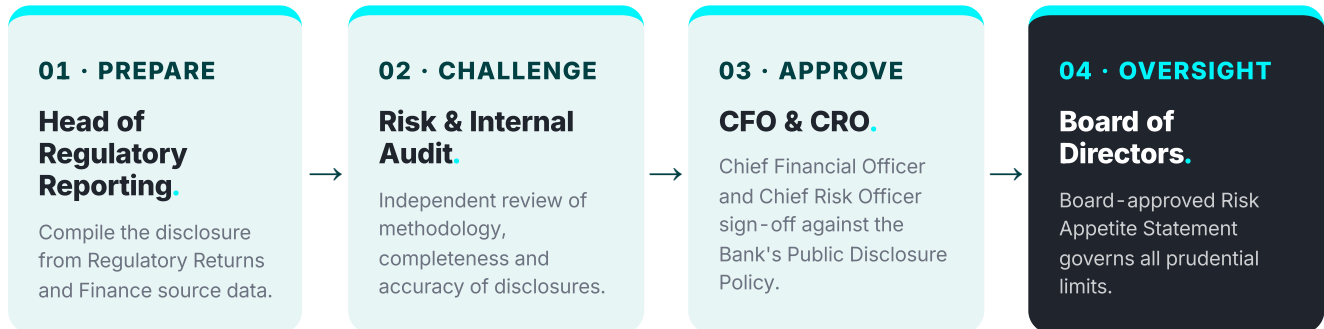 01 · PREPARE
Head of
Regulatory
Reporting.
Compile the disclosure
from Regulatory Returns
and Finance source data.
→
02 · CHALLENGE
Risk & Internal
Audit.
Independent review of
methodology,
completeness and
accuracy of disclosures.
→
03 · APPROVE
CFO & CRO.
Chief Financial Officer
and Chief Risk Officer
sign-off against the
Bank's Public Disclosure
Policy.
→
04 · OVERSIGHT
Board of
Directors.
Board-approved Risk
Appetite Statement
governs all prudential
limits.